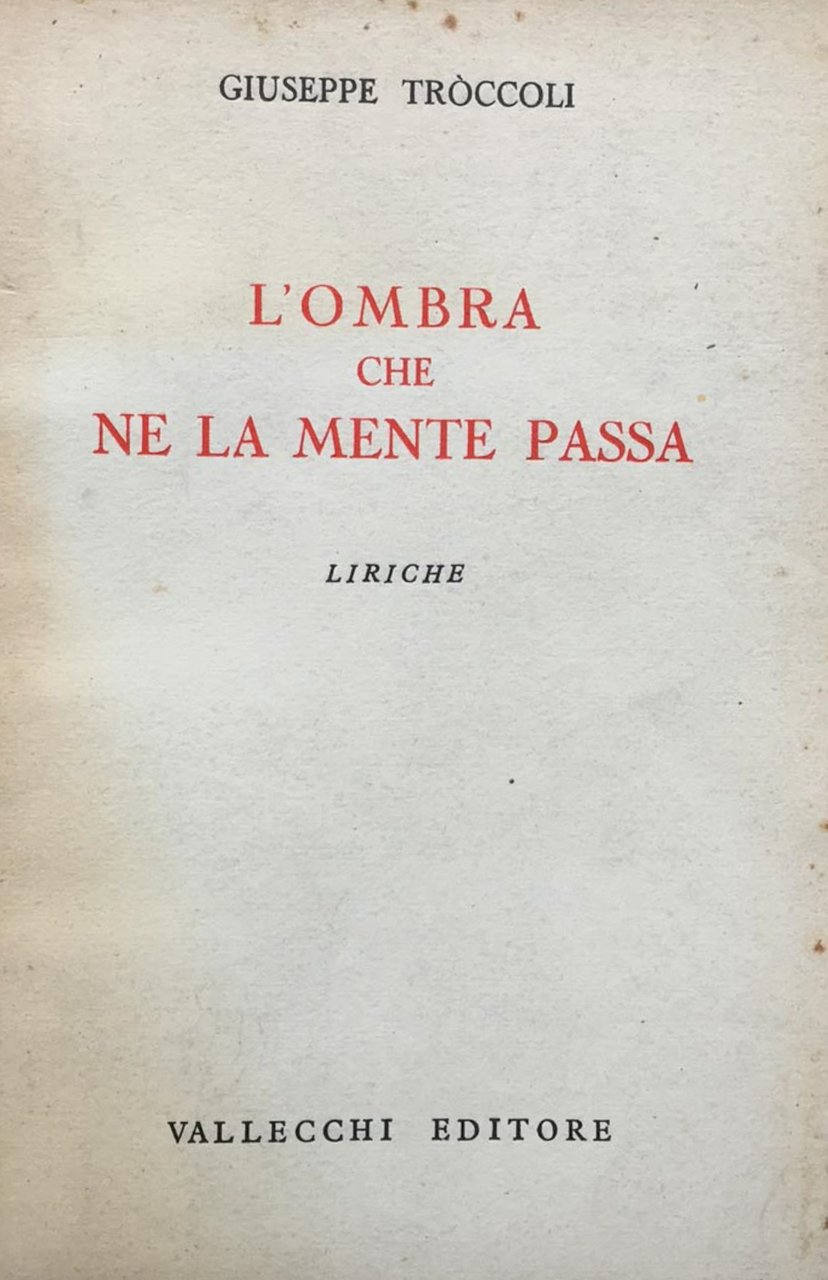 GIUSEPPE TRÒCCOLI
L'OMBRA
CHE
NE LA MENTE PASSA
LIRICHE
VALLECCHI EDITORE